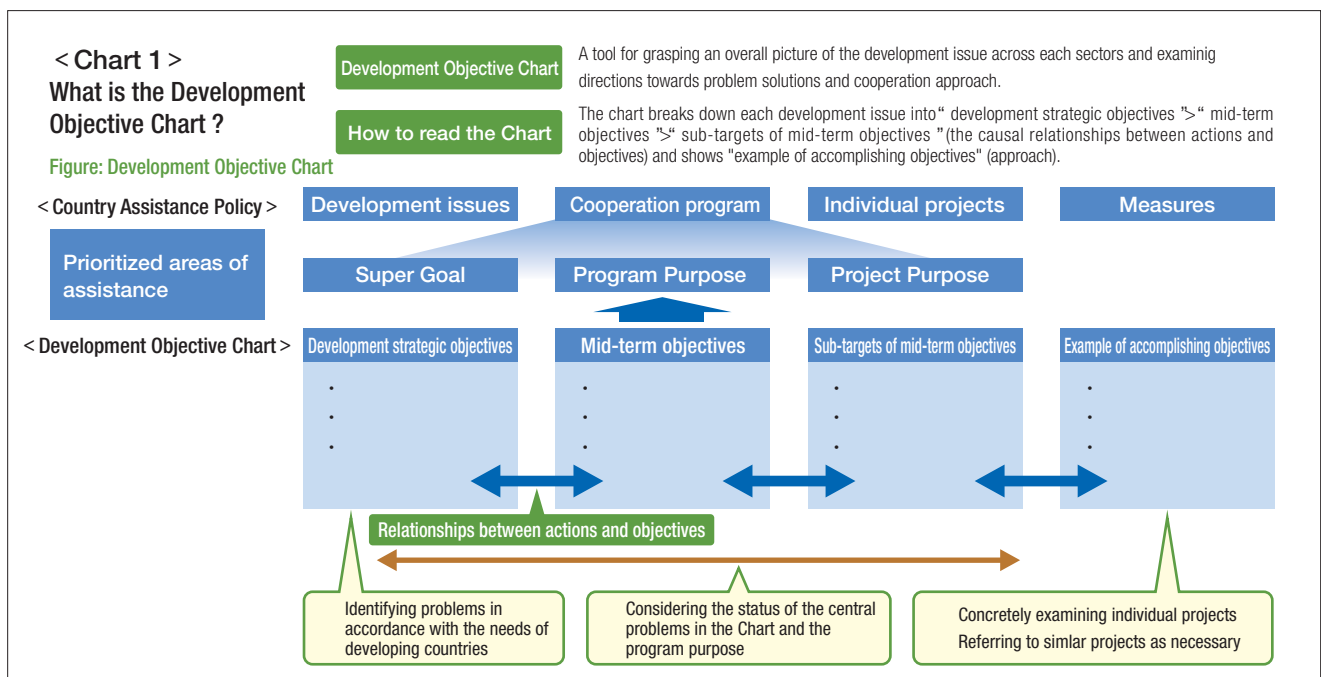 < Chart 1 >
What is the Development
Objective Chart ?
Figure: Development Objective Chart
Development Objective Chart
A tool for grasping an overall picture of the development issue across each sectors and examinig
directions towards problem solutions and cooperation approach.
How to read the Chart
The chart breaks down each development issue into“ development strategic objectives ”>“ mid-term
objectives ”>“ sub-targets of mid-term objectives ” (the causal relationships between actions and
objectives) and shows "example of accomplishing objectives" (approach).
< Country Assistance Policy >
Development issues
Cooperation program
Individual projects
Measures
Prioritized areas of
assistance
Super Goal
Program Purpose
Project Purpose
< Development Objective Chart >
Development strategic objectives
Mid-term objectives
Sub-targets of mid-term objectives
Example of accomplishing objectives
Relationships between actions and objectives
Identifying problems in
accordance with the needs of
developing countries
Considering the status of the central
problems in the Chart and the
program purpose
Concretely examining individual projects
Referring to simlar projects as necessary